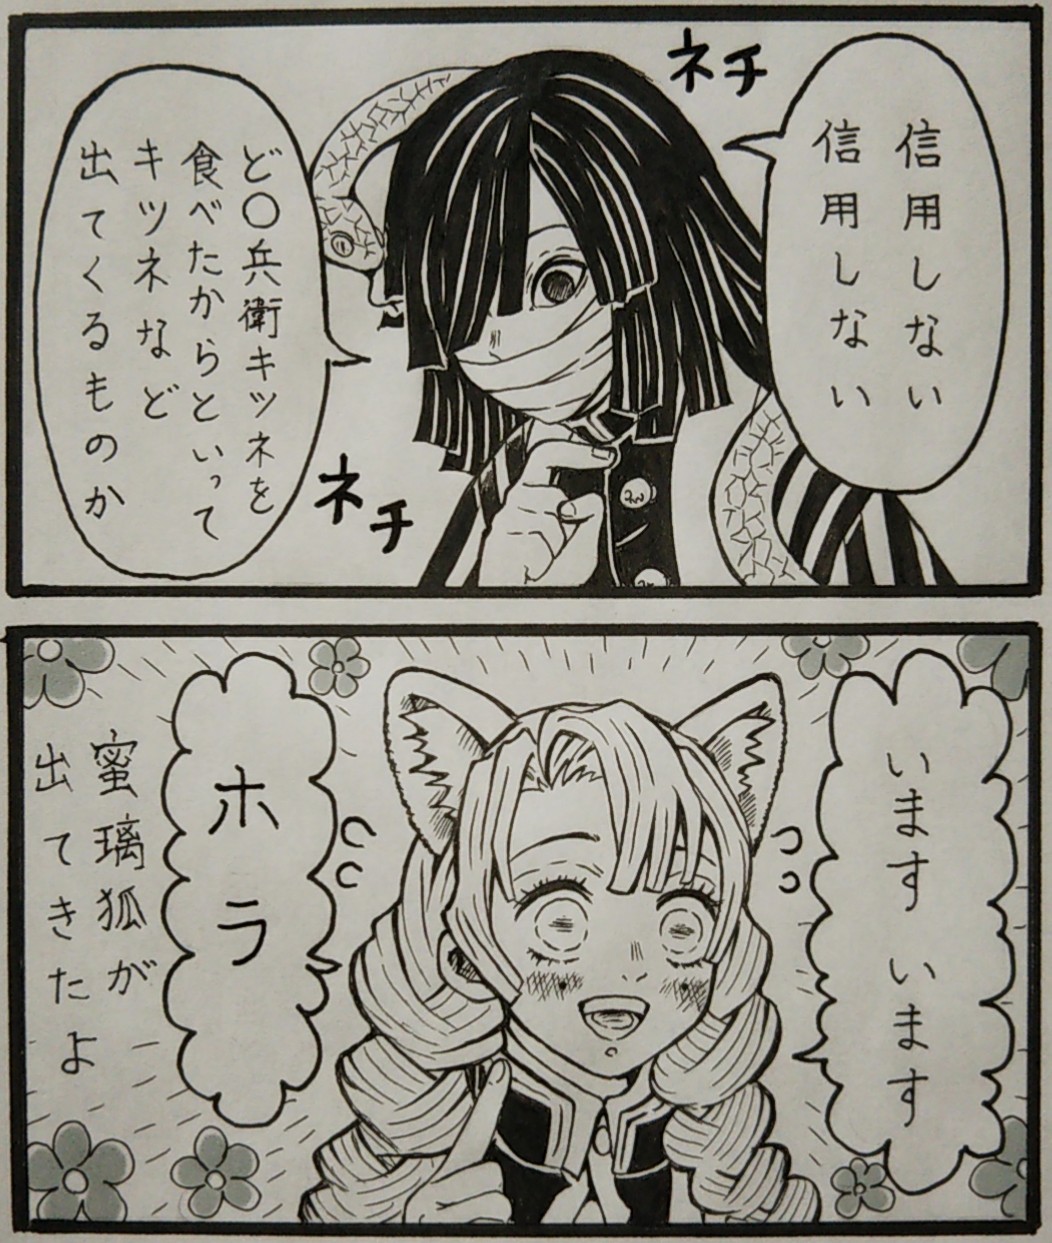 信用しない
信用しない
ネチ
ど〇兵衛キツネを
食べたからといって
キツネなど
出てくるものか
ネチ
います います
ホラ
蜜璃狐が
出てきたよ